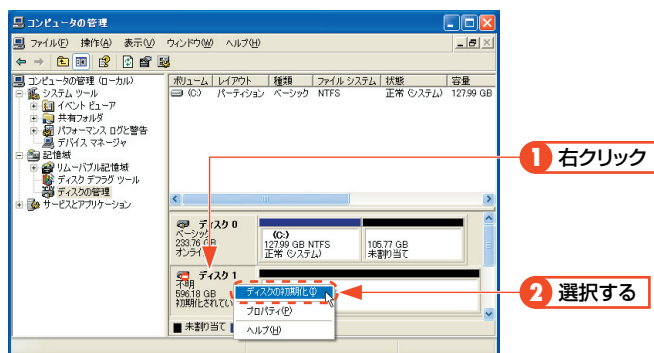 コンピュータの管理
ファイル(F) 操作(A) 表示(V) ウィンドウ(W) ヘルプ(H)
コンピュータの管理 (ローカル)
システム ツール
イベント ビューア
共有フォルダ
パフォーマンス ログと警告
デバイス マネージャ
記憶域
リムーバブル記憶域
ディスク デフラグ ツール
ディスクの管理
サービスとアプリケーション
ボリューム レイアウト 種類 ファイル システム 状態 容量
(C:) パーティション ベーシック NTFS 正常 (システム) 127.99 GB
1 右クリック
ディスク 0
ベーシック
233.76 GB
オンライ
(C:)
127.99 GB NTFS
正常 (システム)
105.77 GB
未割り当て
ディスク 1
不明
596.18 GB
初期化されてい
ディスクの初期化(I)
プロパティ(P)
ヘルプ(H)
2 選択する
未割り当て